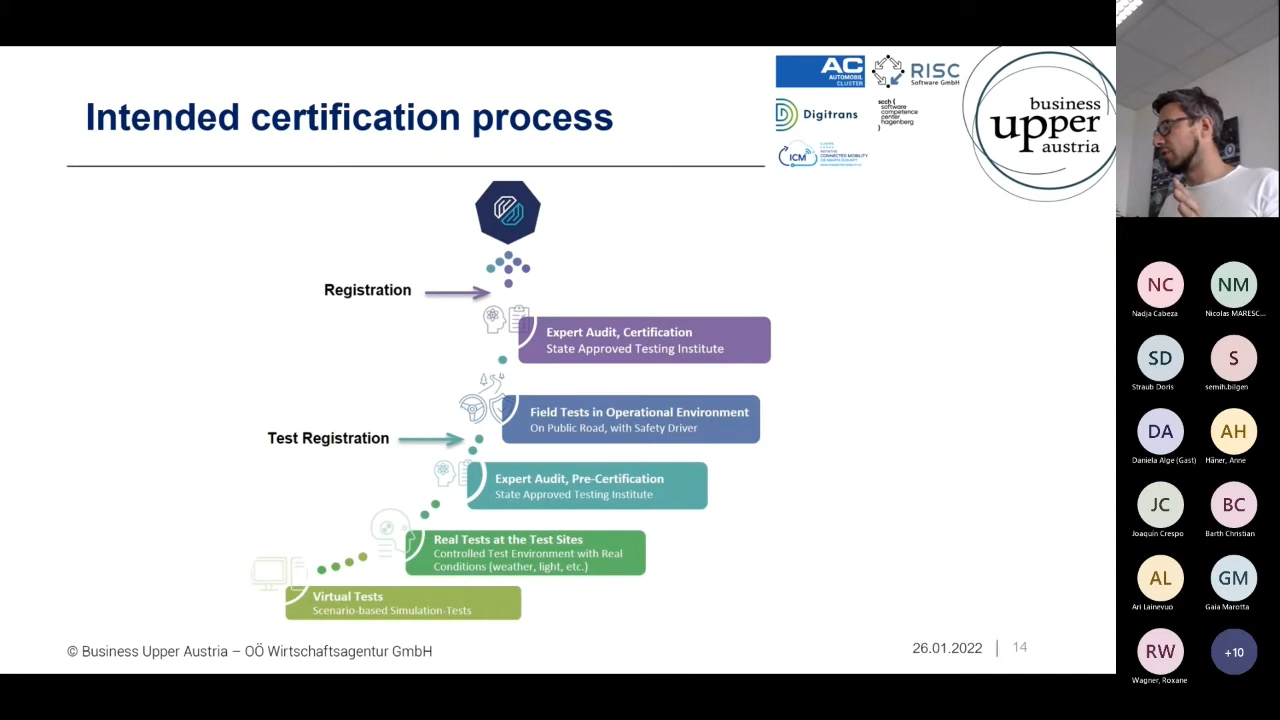 Intended certification process
AC
AUTOMOBIL
CLUSTER
RISC
Software GmbH
Digitrans
scch {
software
competence
center
hagenberg
}
ICM
INITIATIVE
CONNECTED MOBILITY
business
upper
austria
Registration
Expert Audit, Certification
State Approved Testing Institute
Field Tests in Operational Environment
On Public Road, with Safety Driver
Test Registration
Expert Audit, Pre-Certification
State Approved Testing Institute
Real Tests at the Test Sites
Controlled Test Environment with Real
Conditions (weather, light, etc.)
Virtual Tests
Scenario-based Simulation-Tests
© Business Upper Austria – OÖ Wirtschaftsagentur GmbH
26.01.2022
14
NC
Nadja Cabeza
NM
Nicolas MARESC...
SD
Straub Doris
S
semih.bilgen
DA
Daniela Alge (Gast)
AH
Häner, Anne
JC
Joaquín Crespo
BC
Barth Christian
AL
Ari Lainevuo
GM
Gaia Marotta
RW
Wagner, Roxane
+10